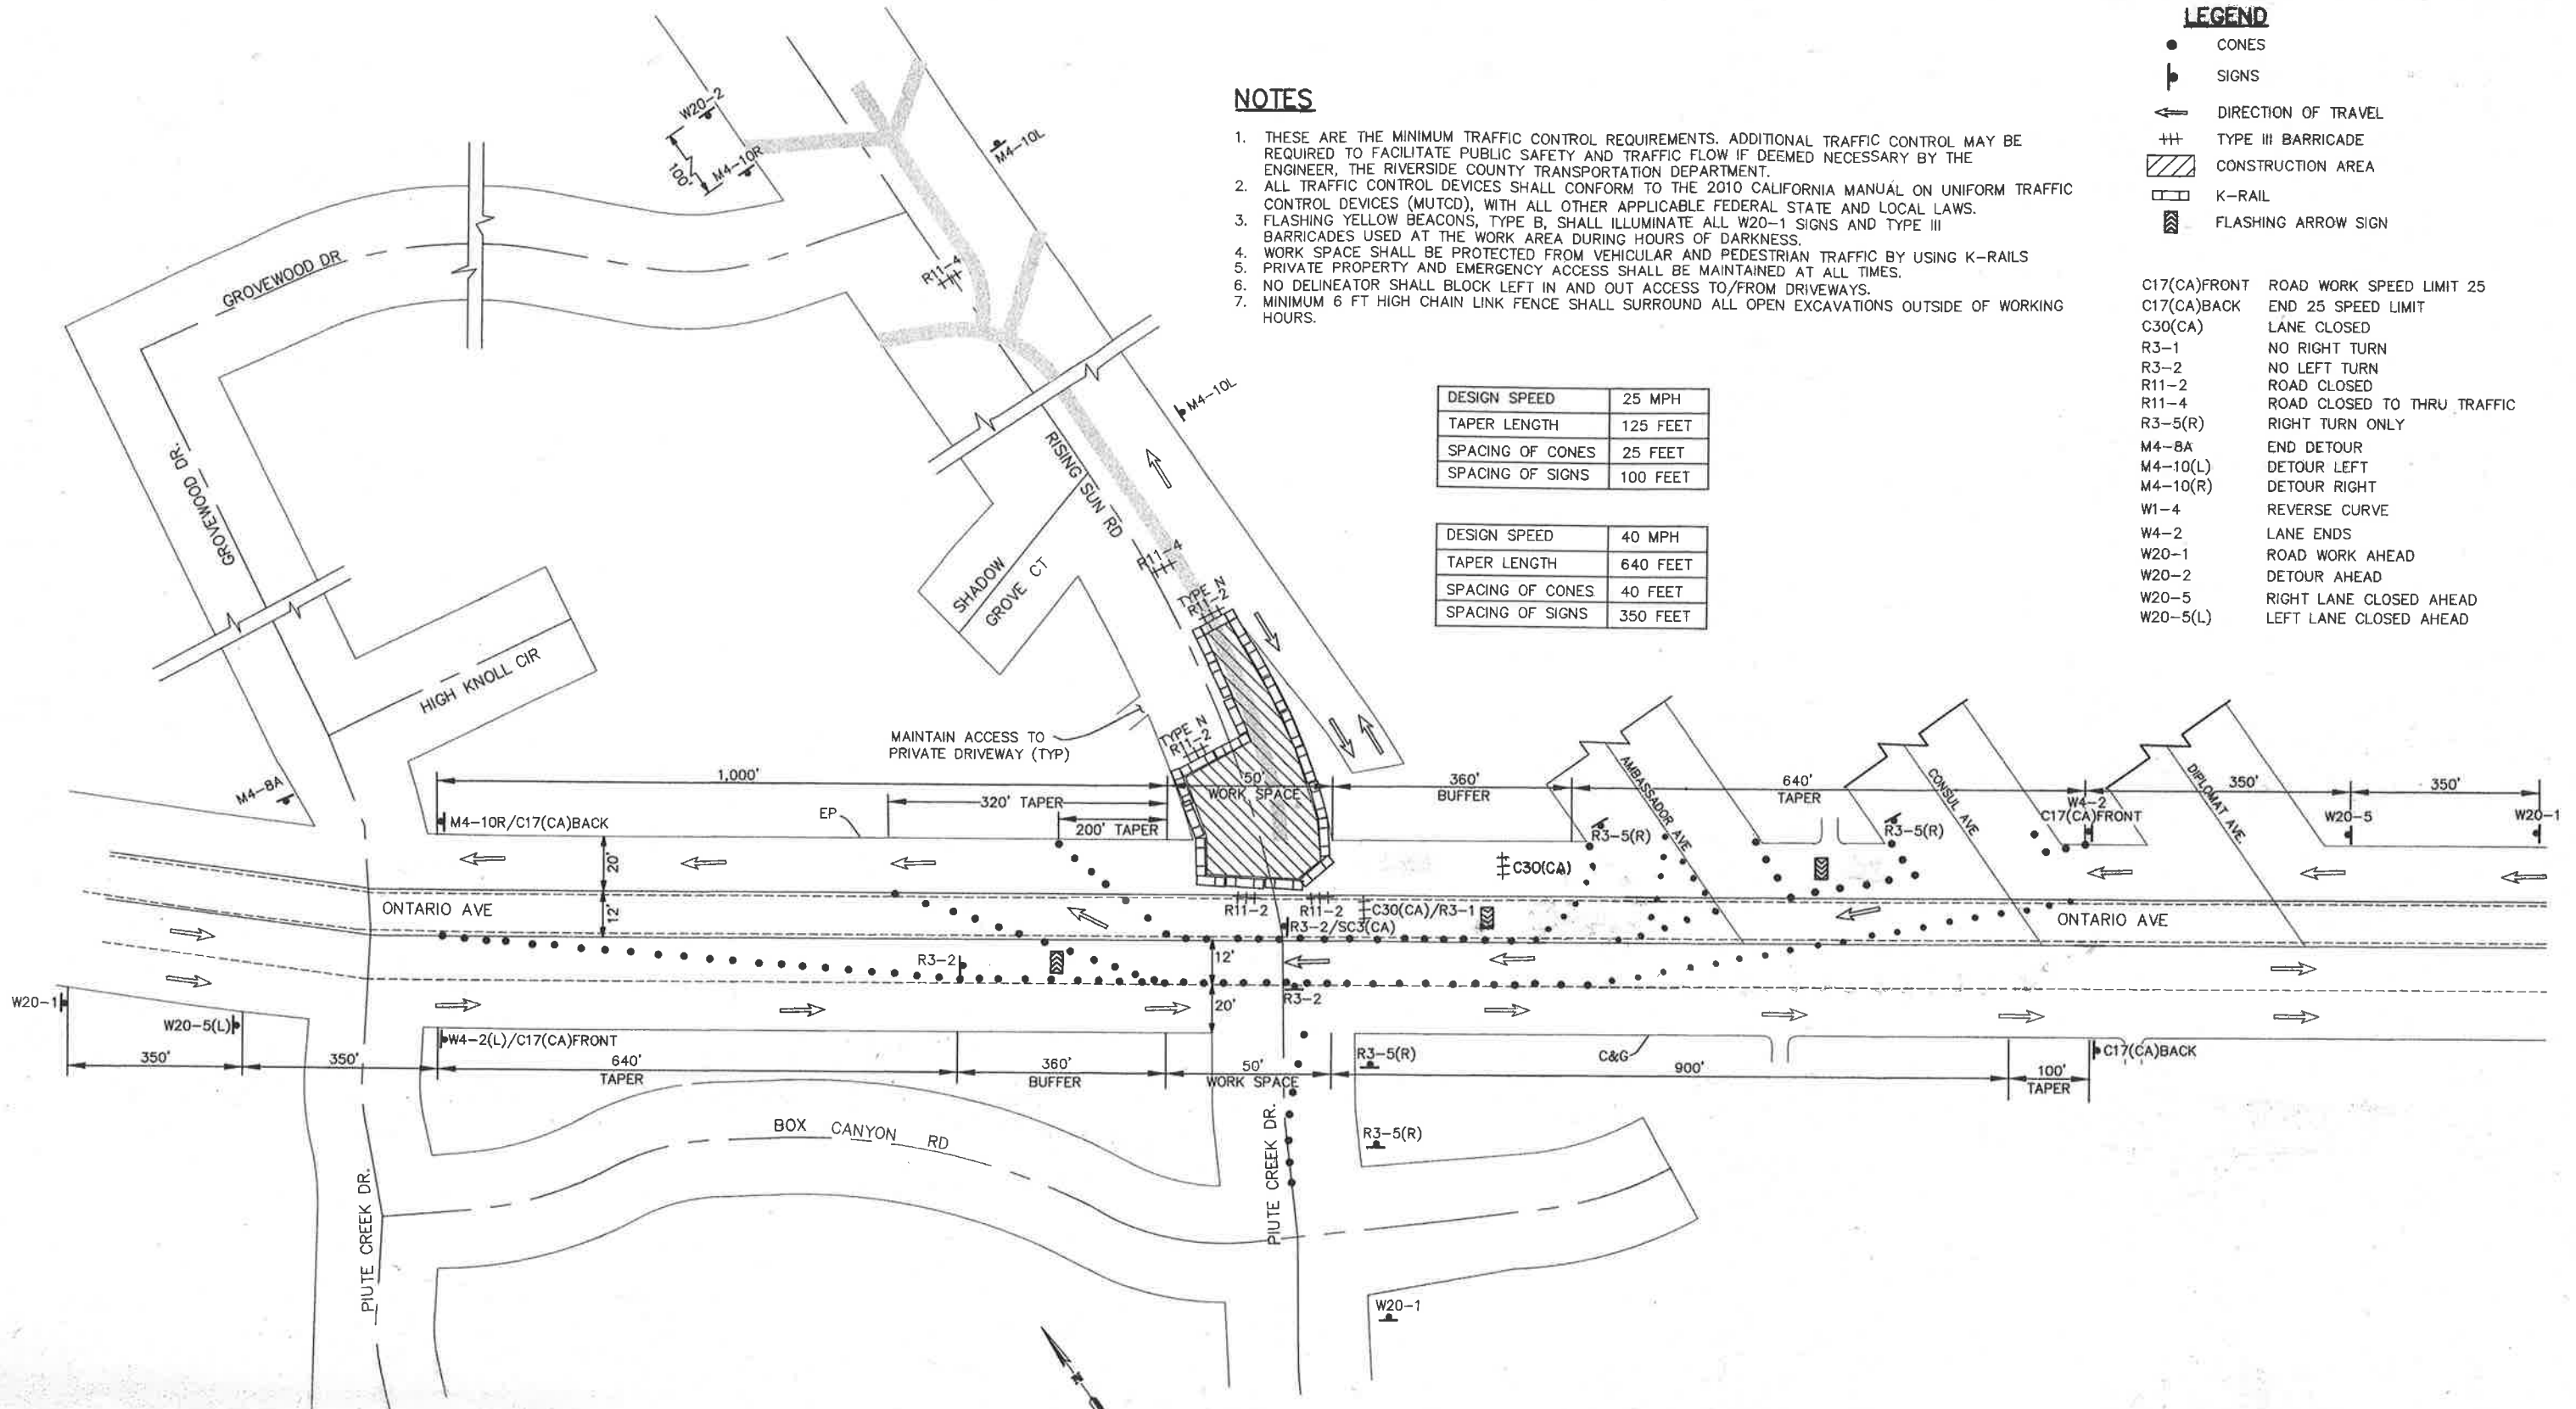 LEGEND
CONES
SIGNS
DIRECTION OF TRAVEL
TYPE III BARRICADE
CONSTRUCTION AREA
K-RAIL
FLASHING ARROW SIGN
C17(CA)FRONT ROAD WORK SPEED LIMIT 25
C17(CA)BACK END 25 SPEED LIMIT
C30(CA) LANE CLOSED
R3-1 NO RIGHT TURN
R3-2 NO LEFT TURN
R11-2 ROAD CLOSED
R11-4 ROAD CLOSED TO THRU TRAFFIC
R3-5(R) RIGHT TURN ONLY
M4-8A END DETOUR
M4-10(L) DETOUR LEFT
M4-10(R) DETOUR RIGHT
W1-4 REVERSE CURVE
W4-2 LANE ENDS
W20-1 ROAD WORK AHEAD
W20-2 DETOUR AHEAD
W20-5 RIGHT LANE CLOSED AHEAD
W20-5(L) LEFT LANE CLOSED AHEAD
NOTES
1. THESE ARE THE MINIMUM TRAFFIC CONTROL REQUIREMENTS. ADDITIONAL TRAFFIC CONTROL MAY BE
REQUIRED TO FACILITATE PUBLIC SAFETY AND TRAFFIC FLOW IF DEEMED NECESSARY BY THE
ENGINEER, THE RIVERSIDE COUNTY TRANSPORTATION DEPARTMENT.
2. ALL TRAFFIC CONTROL DEVICES SHALL CONFORM TO THE 2010 CALIFORNIA MANUAL ON UNIFORM TRAFFIC
CONTROL DEVICES (MUTCD), WITH ALL OTHER APPLICABLE FEDERAL STATE AND LOCAL LAWS.
3. FLASHING YELLOW BEACONS, TYPE B, SHALL ILLUMINATE ALL W20-1 SIGNS AND TYPE III
BARRICADES USED AT THE WORK AREA DURING HOURS OF DARKNESS.
4. WORK SPACE SHALL BE PROTECTED FROM VEHICULAR AND PEDESTRIAN TRAFFIC BY USING K-RAILS
5. PRIVATE PROPERTY AND EMERGENCY ACCESS SHALL BE MAINTAINED AT ALL TIMES.
6. NO DELINEATOR SHALL BLOCK LEFT IN AND OUT ACCESS TO/FROM DRIVEWAYS.
7. MINIMUM 6 FT HIGH CHAIN LINK FENCE SHALL SURROUND ALL OPEN EXCAVATIONS OUTSIDE OF WORKING
HOURS.
DESIGN SPEED 25 MPH
TAPER LENGTH 125 FEET
SPACING OF CONES 25 FEET
SPACING OF SIGNS 100 FEET
DESIGN SPEED 40 MPH
TAPER LENGTH 640 FEET
SPACING OF CONES 40 FEET
SPACING OF SIGNS 350 FEET
W20-2
100'
M4-10R
M4-10L
R11-4
M4-10L
GROVEWOOD DR
GROVEWOOD DR.
RISING SUN RD
R11-4
SHADOW
GROVE CT
TYPE N
R11-2
HIGH KNOLL CIR
MAINTAIN ACCESS TO
PRIVATE DRIVEWAY (TYP)
TYPE N
R11-2
M4-8A
1,000'
50'
WORK SPACE
360'
BUFFER
640'
TAPER
350'
350'
AMBASSADOR AVE
CONSUL AVE
DIPLOMAT AVE.
320' TAPER
200' TAPER
EP
M4-10R/C17(CA)BACK
W4-2
C17(CA)FRONT
W20-5
W20-1
R3-5(R)
R3-5(R)
20'
12'
C30(CA)
ONTARIO AVE
R11-2
R11-2
C30(CA)/R3-1
R3-2/SC3(CA)
ONTARIO AVE
R3-2
12'
20'
R3-2
W20-1
W20-5(L)
W4-2(L)/C17(CA)FRONT
350'
350'
640'
TAPER
360'
BUFFER
50'
WORK SPACE
R3-5(R)
900'
C&G
100'
TAPER
C17(CA)BACK
BOX CANYON RD
R3-5(R)
PIUTE CREEK DR.
PIUTE CREEK DR.
W20-1
N